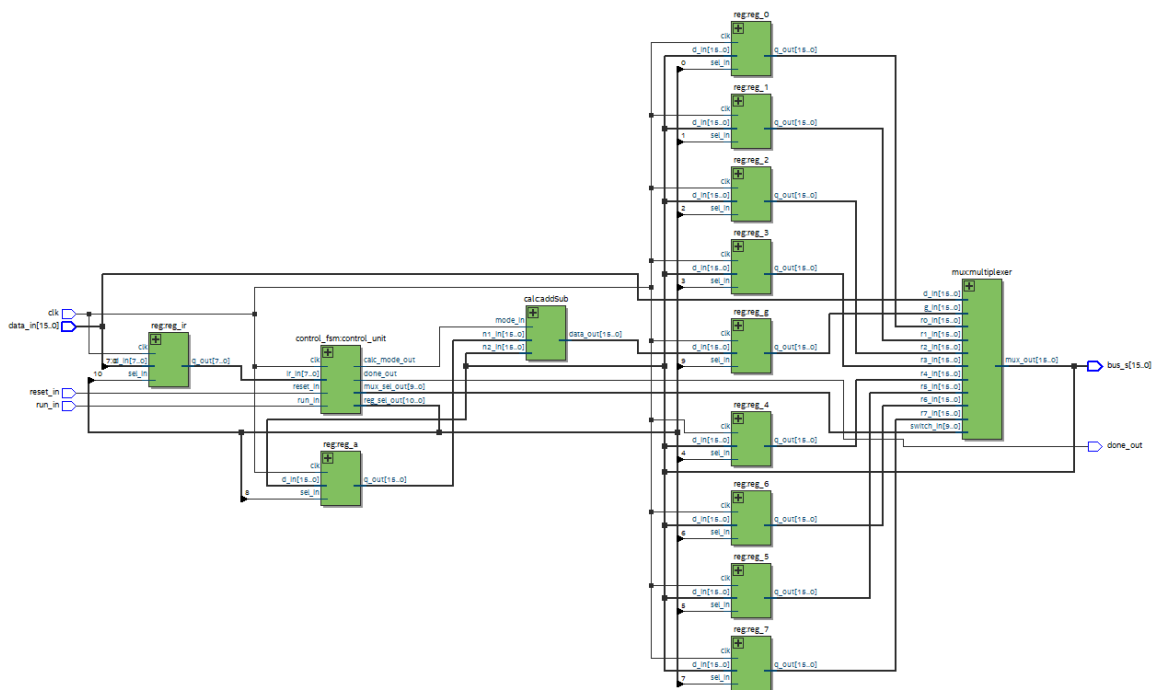 clk
data_in[15..0]
reset_in
run_in
reg:reg_ir
clk
d_in[7..0]
sel_in
10
q_out[7..0]
control_fsm:control_unit
clk
ir_in[7..0]
reset_in
run_in
calc_mode_out
done_out
mux_sel_out[9..0]
reg_sel_out[10..0]
reg:reg_a
clk
d_in[15..0]
sel_in
8
q_out[15..0]
calc:addSub
mode_in
n1_in[15..0]
n2_in[15..0]
data_out[15..0]
reg:reg_0
clk
d_in[15..0]
sel_in
0
q_out[15..0]
reg:reg_1
clk
d_in[15..0]
sel_in
1
q_out[15..0]
reg:reg_2
clk
d_in[15..0]
sel_in
2
q_out[15..0]
reg:reg_3
clk
d_in[15..0]
sel_in
3
q_out[15..0]
reg:reg_g
clk
d_in[15..0]
sel_in
9
q_out[15..0]
reg:reg_4
clk
d_in[15..0]
sel_in
4
q_out[15..0]
reg:reg_6
clk
d_in[15..0]
sel_in
6
q_out[15..0]
reg:reg_5
clk
d_in[15..0]
sel_in
5
q_out[15..0]
reg:reg_7
clk
d_in[15..0]
sel_in
7
q_out[15..0]
mux:multiplexer
d_in[15..0]
g_in[15..0]
r0_in[15..0]
r1_in[15..0]
r2_in[15..0]
r3_in[15..0]
r4_in[15..0]
r5_in[15..0]
r6_in[15..0]
r7_in[15..0]
switch_in[9..0]
mux_out[15..0]
bus_s[15..0]
done_out